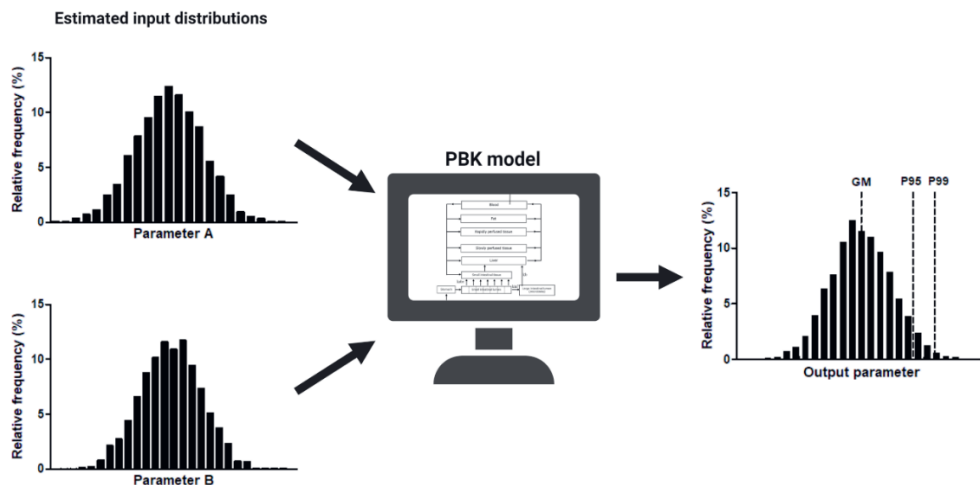 Estimated input distributions
15
10
5
0
Relative frequency (%)
Parameter A
15
10
5
0
Relative frequency (%)
Parameter B
PBK model
Blood
Fat
Rapidly perfused tissue
Slowly perfused tissue
Liver
GM
P95
P99
15
10
5
0
Relative frequency (%)
Output parameter